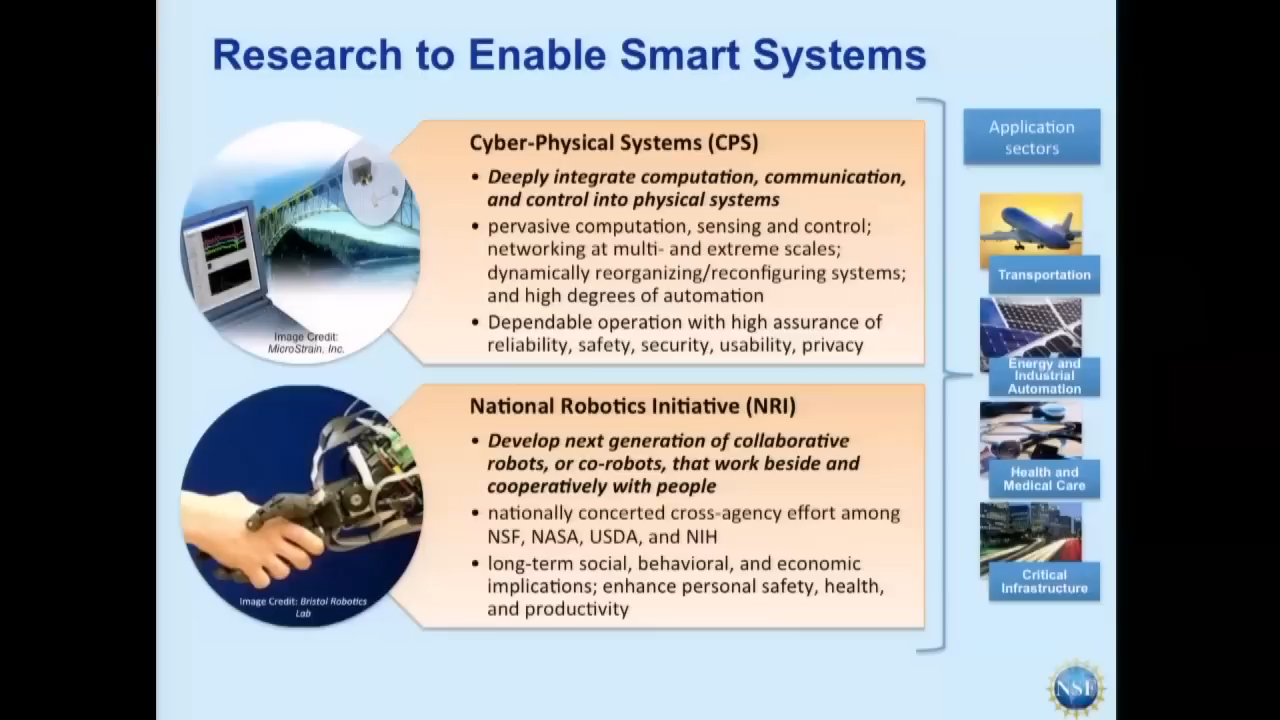 Research to Enable Smart Systems
Cyber-Physical Systems (CPS)
• Deeply integrate computation, communication,
and control into physical systems
• pervasive computation, sensing and control;
networking at multi- and extreme scales;
dynamically reorganizing/reconfiguring systems;
and high degrees of automation
• Dependable operation with high assurance of
reliability, safety, security, usability, privacy
Image Credit:
MicroStrain, Inc.
National Robotics Initiative (NRI)
• Develop next generation of collaborative
robots, or co-robots, that work beside and
cooperatively with people
• nationally concerted cross-agency effort among
NSF, NASA, USDA, and NIH
• long-term social, behavioral, and economic
implications; enhance personal safety, health,
and productivity
Image Credit: Bristol Robotics
Lab
Application
sectors
Transportation
Energy and
Industrial
Automation
Health and
Medical Care
Critical
Infrastructure
NSF